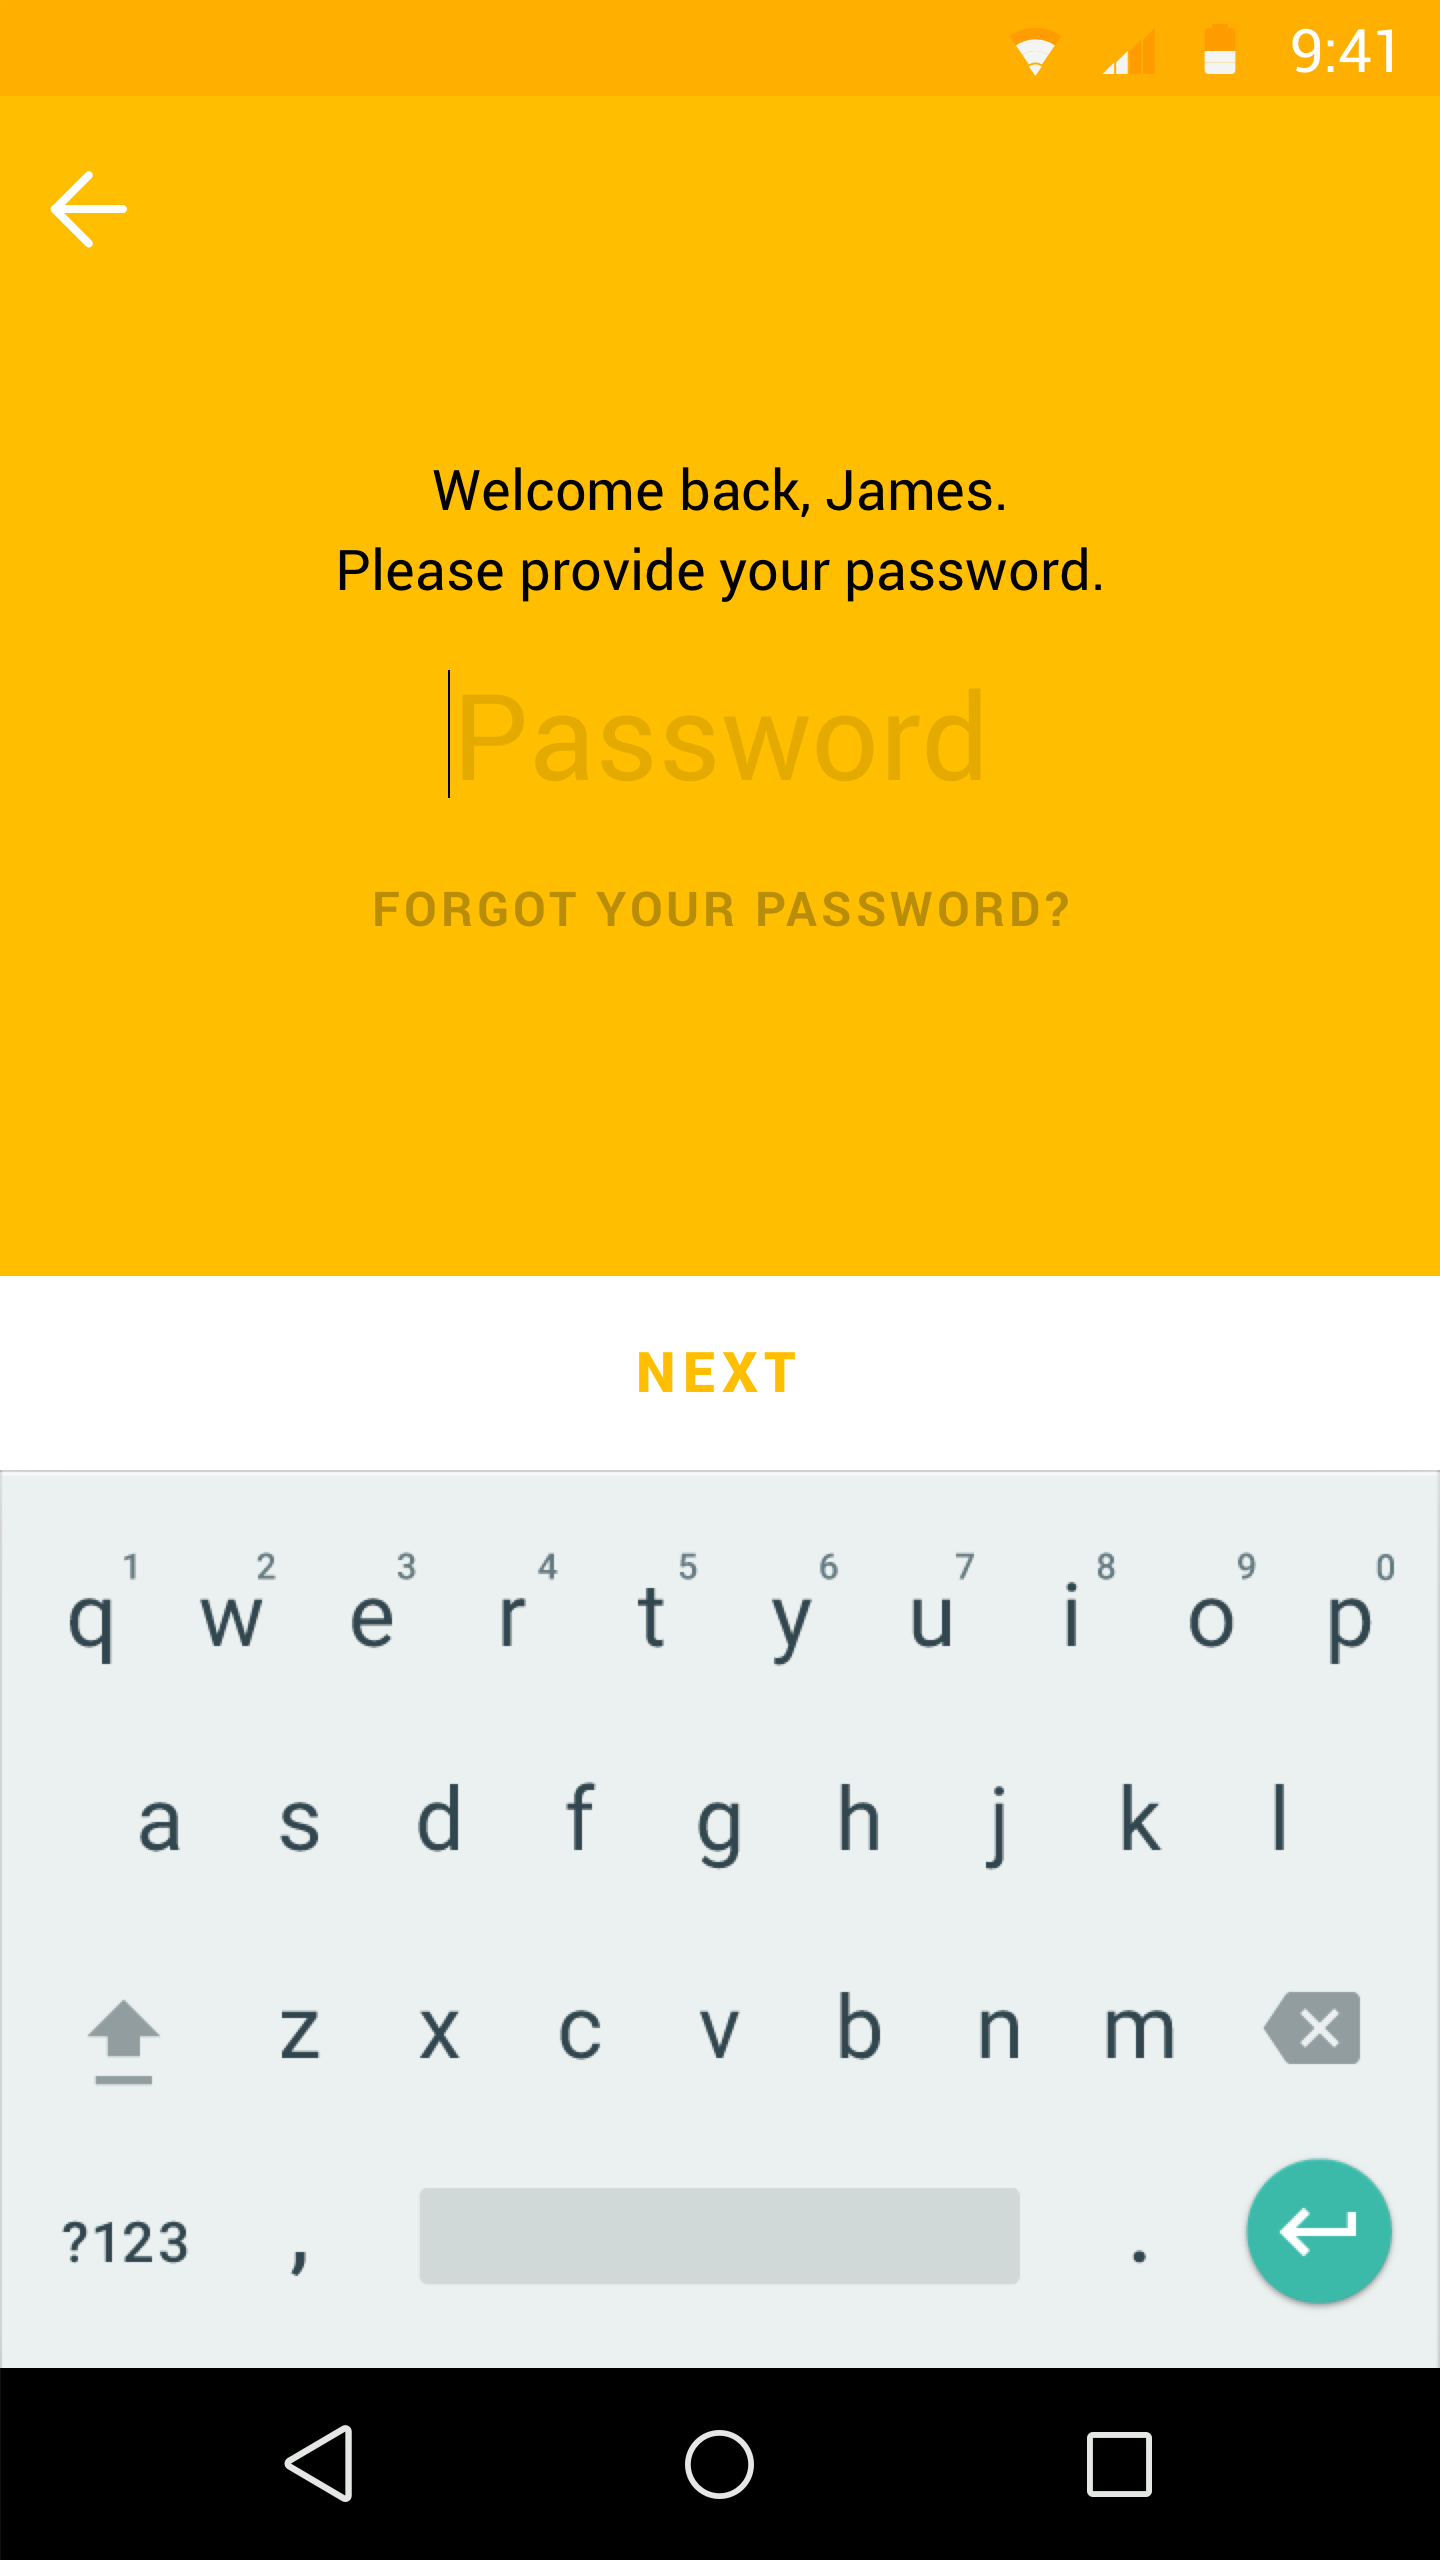 9:41
Welcome back, James.
Please provide your password.
Password
FORGOT YOUR PASSWORD?
NEXT
1 2 3 4 5 6 7 8 9 0
q w e r t y u i o p
a s d f g h j k l
z x c v b n m
?123 , .